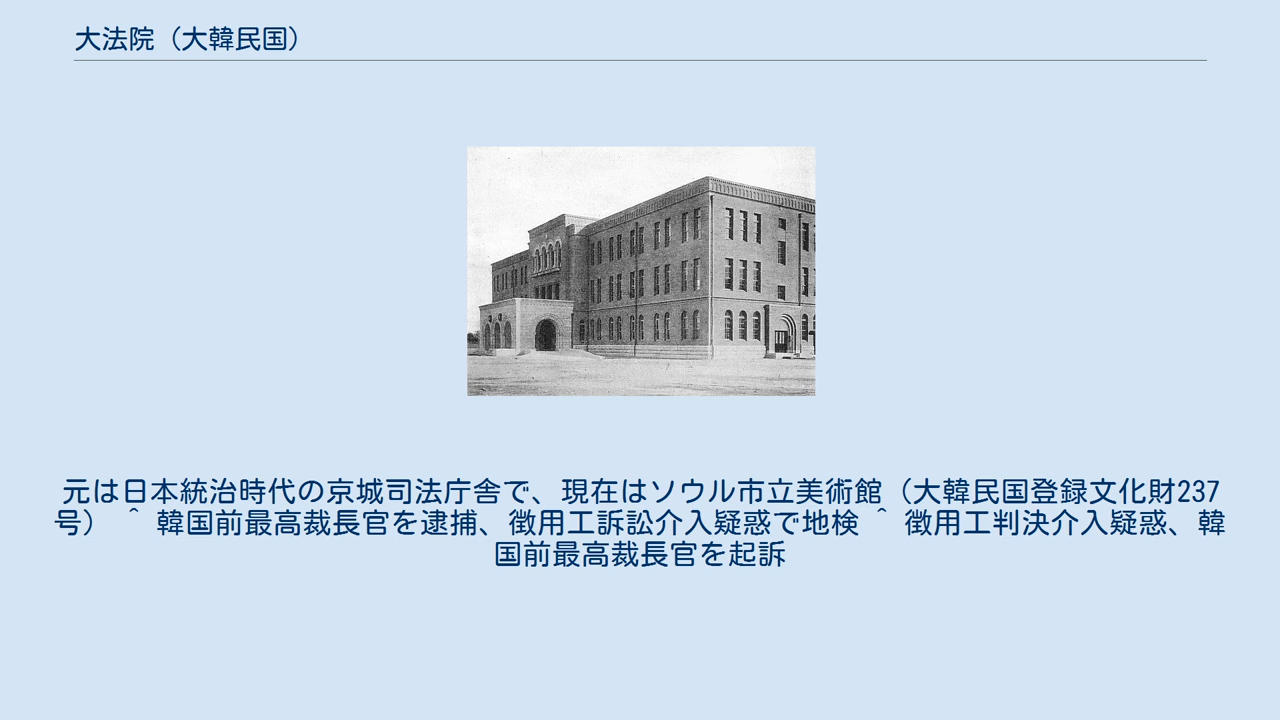 大法院（大韓民国）
元は日本統治時代の京城司法庁舎で、現在はソウル市立美術館（大韓民国登録文化財237
号） ＾ 韓国前最高裁長官を逮捕、徴用工訴訟介入疑惑で地検 ＾ 徴用工判決介入疑惑、韓
国前最高裁長官を起訴